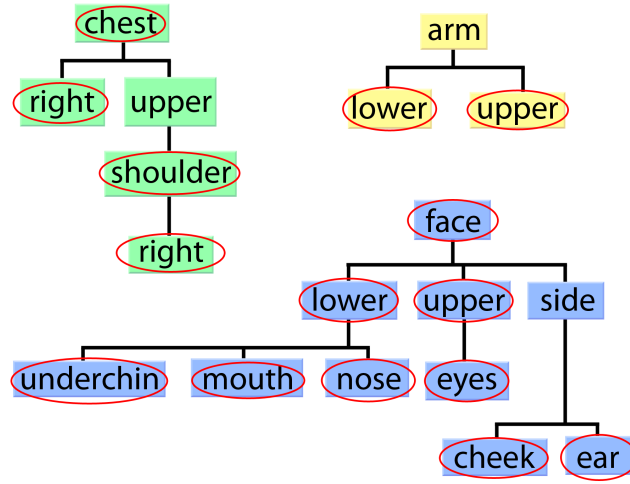 chest
right
upper
shoulder
right
arm
lower
upper
face
lower
upper
side
underchin
mouth
nose
eyes
cheek
ear